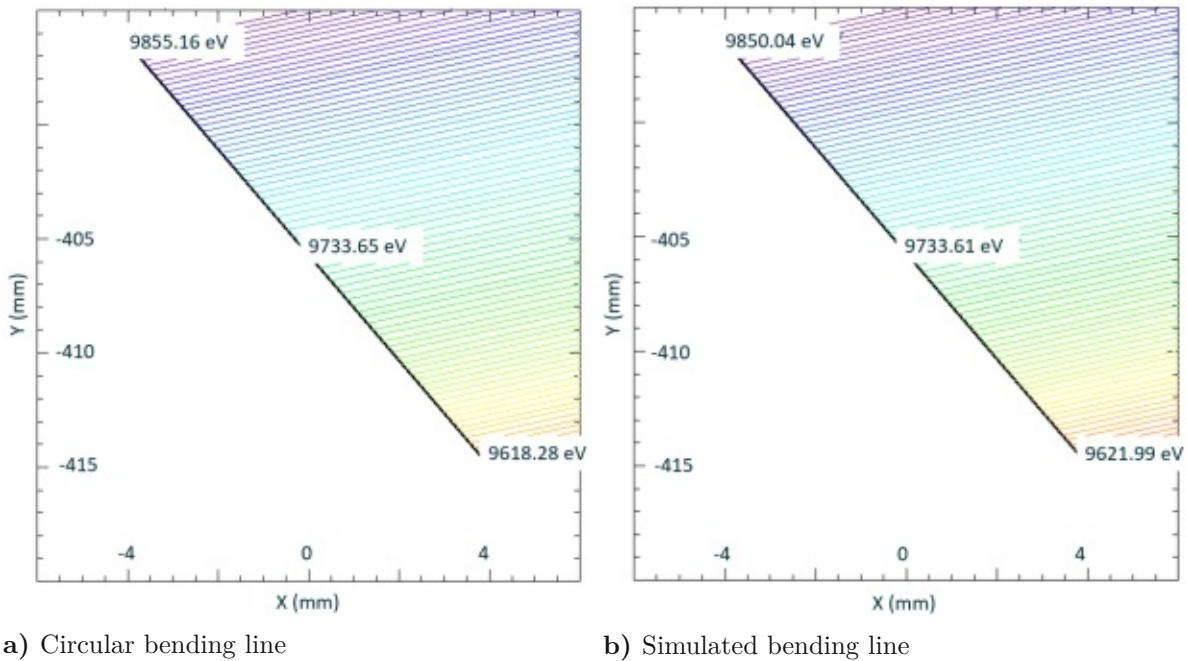 9855.16 eV
9733.65 eV
9618.28 eV
-405
-410
-415
-4 0 4
Y (mm)
X (mm)
a) Circular bending line
9850.04 eV
9733.61 eV
9621.99 eV
-405
-410
-415
-4 0 4
Y (mm)
X (mm)
b) Simulated bending line